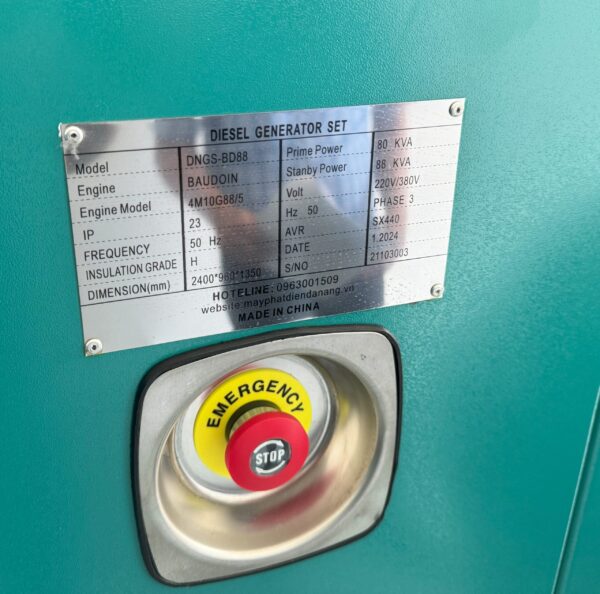 DIESEL GENERATOR SET
Model DNGS-BD88 Prime Power 80 KVA
Engine BAUDOIN Stanby Power 88 KVA
Engine Model 4M10G88/5 Volt 220V/380V
IP 23 Hz 50 PHASE 3
FREQUENCY 50 Hz AVR SX440
INSULATION GRADE H DATE 1.2024
DIMENSION(mm) 2400*960*1350 S/NO 21103003
HOTELINE: 0963001509
website:mayphatdiendanang.vn
MADE IN CHINA
EMERGENCY
STOP